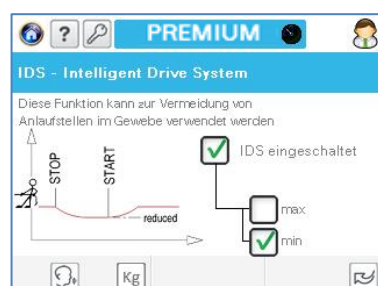 ? PREMIUM
IDS - Intelligent Drive System
Diese Funktion kann zur Vermeidung von
Anlaufstellen im Gewebe verwendet werden
STOP
START
reduced
IDS eingeschaltet
max
min
Kg